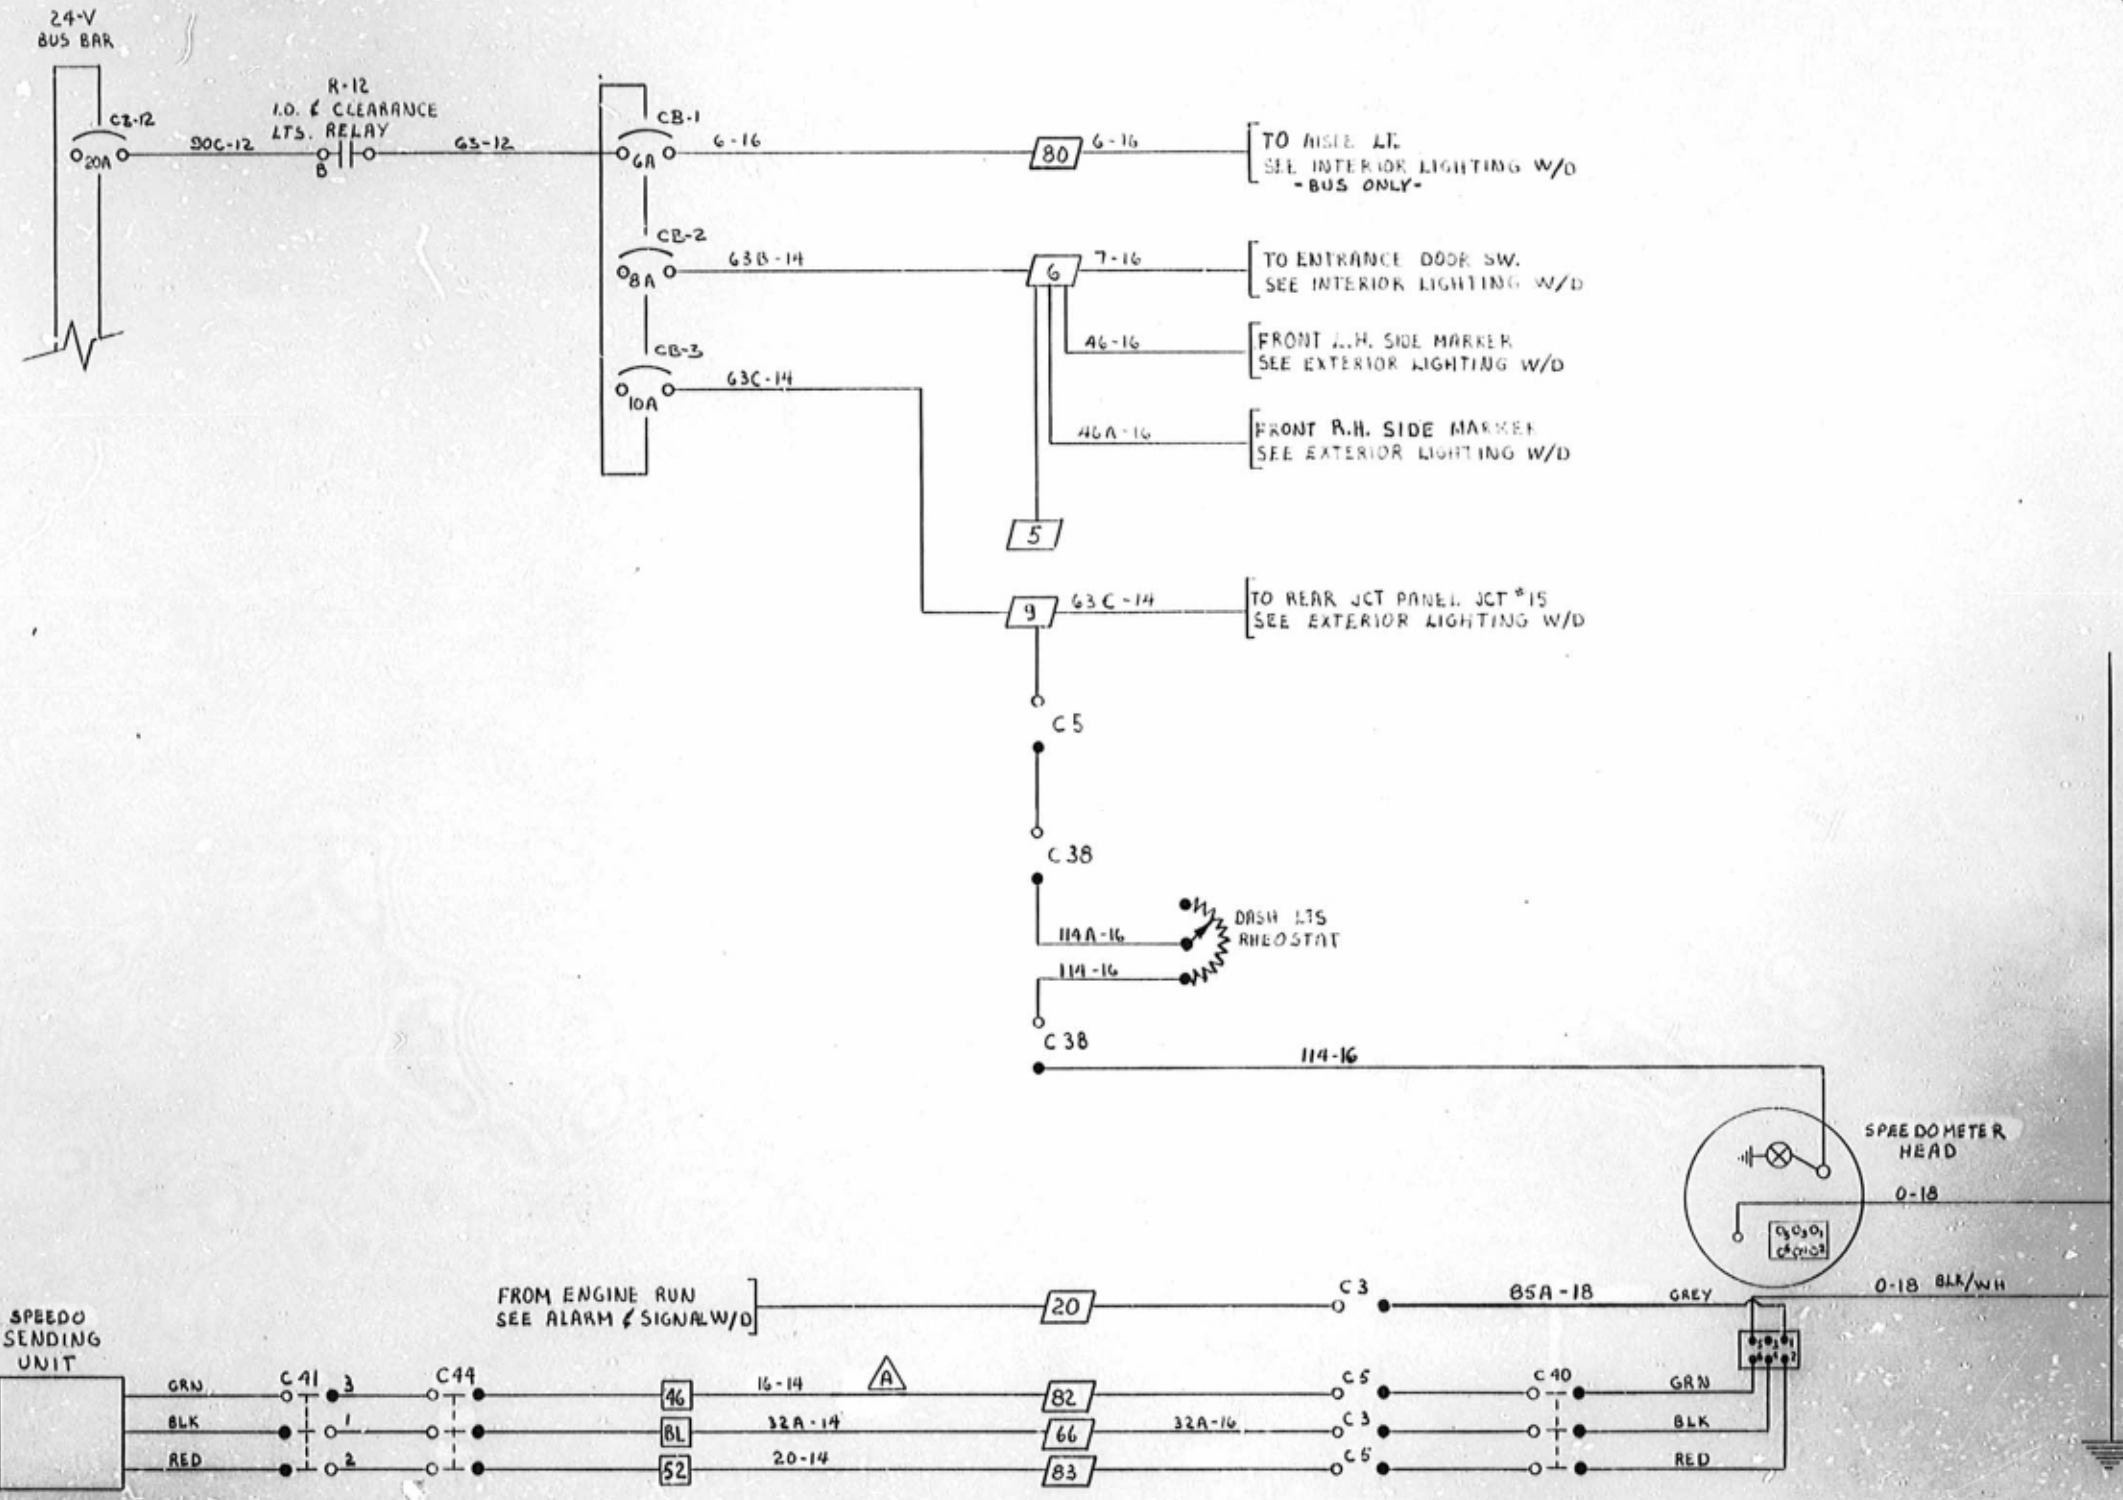 24-V
BUS BAR
20A
90C-12
R-12
I.O. & CLEARANCE
LTS. RELAY
B
63-12
CB-1
6A
6-16
80
6-16
TO AISLE LT.
SEE INTERIOR LIGHTING W/D
-BUS ONLY-
CB-2
8A
63B-14
6
7-16
TO ENTRANCE DOOR SW.
SEE INTERIOR LIGHTING W/D
46-16
FRONT L.H. SIDE MARKER
SEE EXTERIOR LIGHTING W/D
CB-3
10A
63C-14
46A-16
FRONT R.H. SIDE MARKER
SEE EXTERIOR LIGHTING W/D
5
9
63C-14
TO REAR JCT PANEL JCT #15
SEE EXTERIOR LIGHTING W/D
C5
C38
114A-16
DASH LTS
RHEOSTAT
114-16
C38
114-16
SPEEDOMETER
HEAD
0-18
FROM ENGINE RUN
SEE ALARM & SIGNAL W/D
20
C3
85A-18
GREY
0-18 BLK/WH
SPEEDO
SENDING
UNIT
GRN
C41
3
C44
46
16-14
A
82
C5
C40
GRN
BLK
1
BL
32A-14
66
32A-16
C3
BLK
RED
2
52
20-14
83
C5
RED